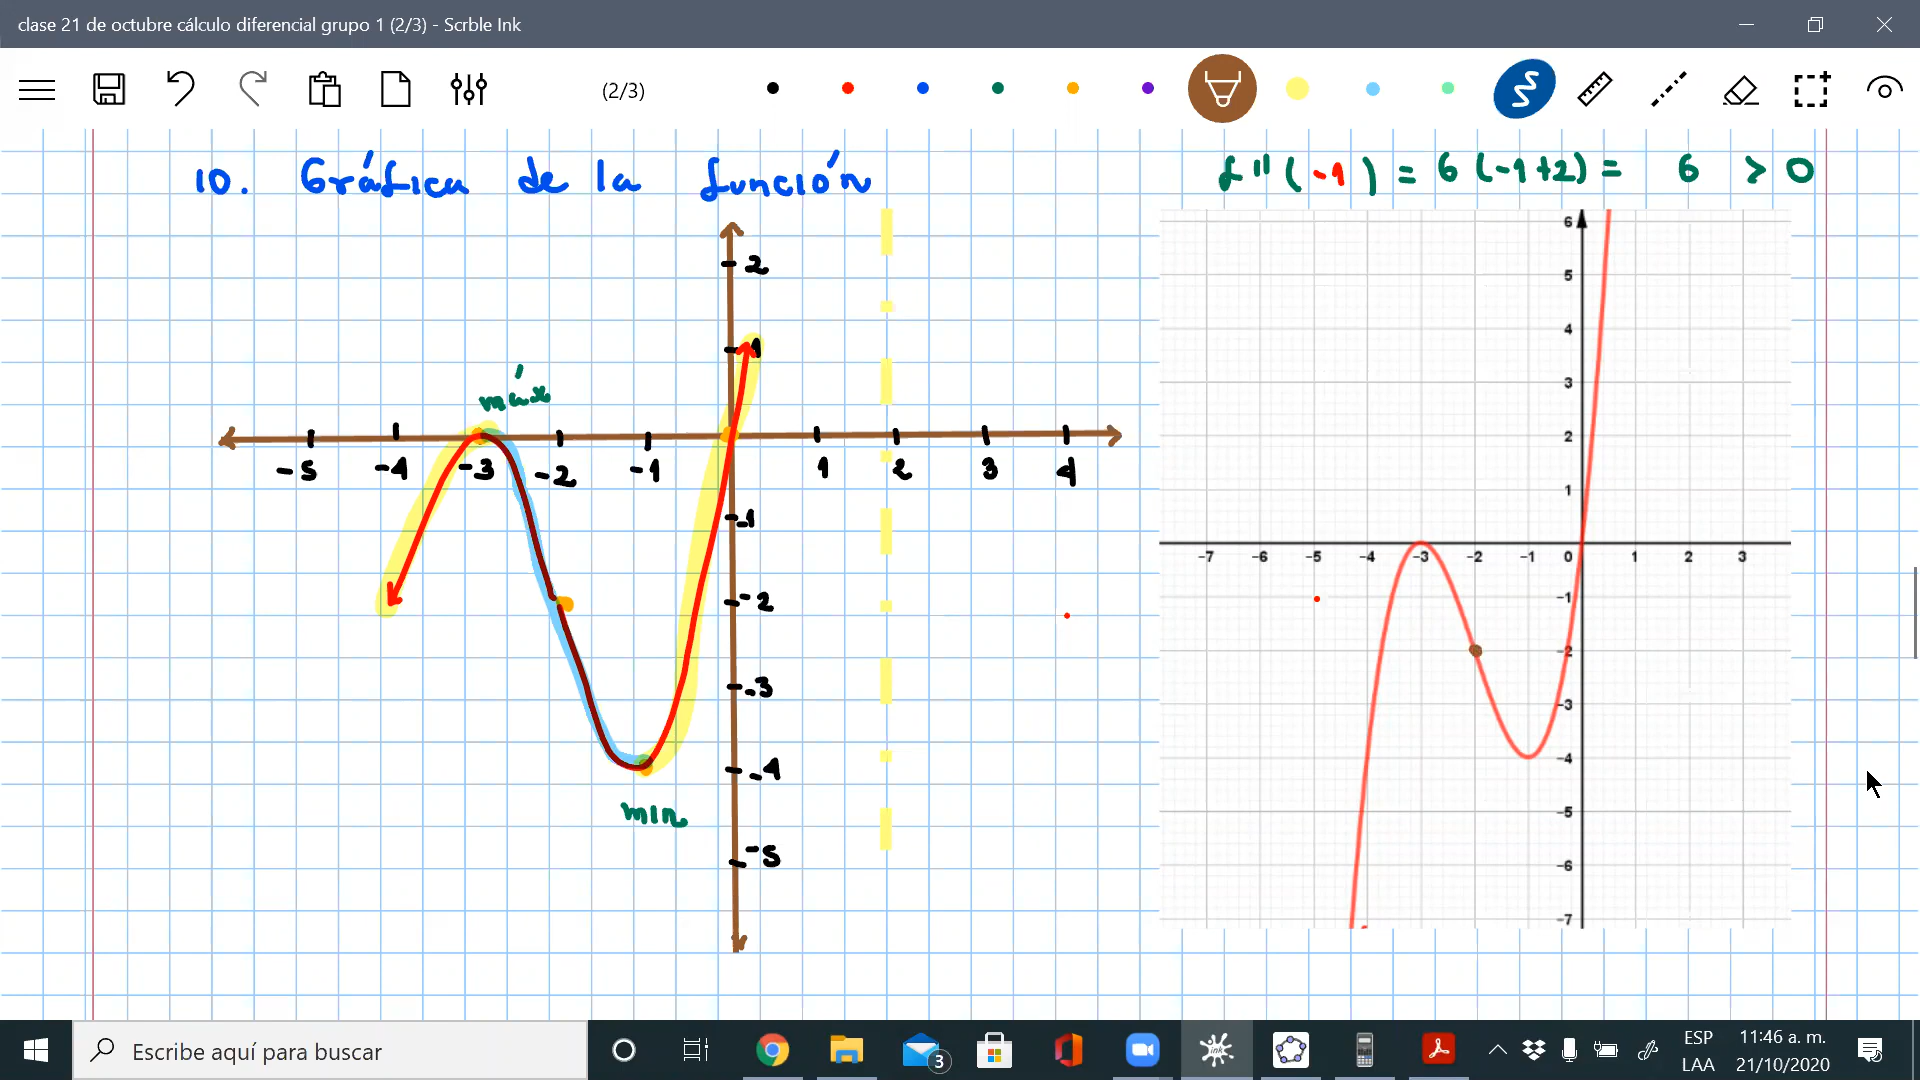 clase 21 de octubre cálculo diferencial grupo 1 (2/3) - Scrble Ink
(2/3)
10. Gráfica de la función
f''(-1) = 6(-1+2) = 6 > 0
2
1
máx
-5 -4 -3 -2 -1 1 2 3 4
-1
-2
-3
-4
mín
-5
6
5
4
3
2
1
-7 -6 -5 -4 -3 -2 -1 0 1 2 3
-1
-2
-3
-4
-5
-6
-7
Escribe aquí para buscar
3
ink
ESP
LAA
11:46 a. m.
21/10/2020